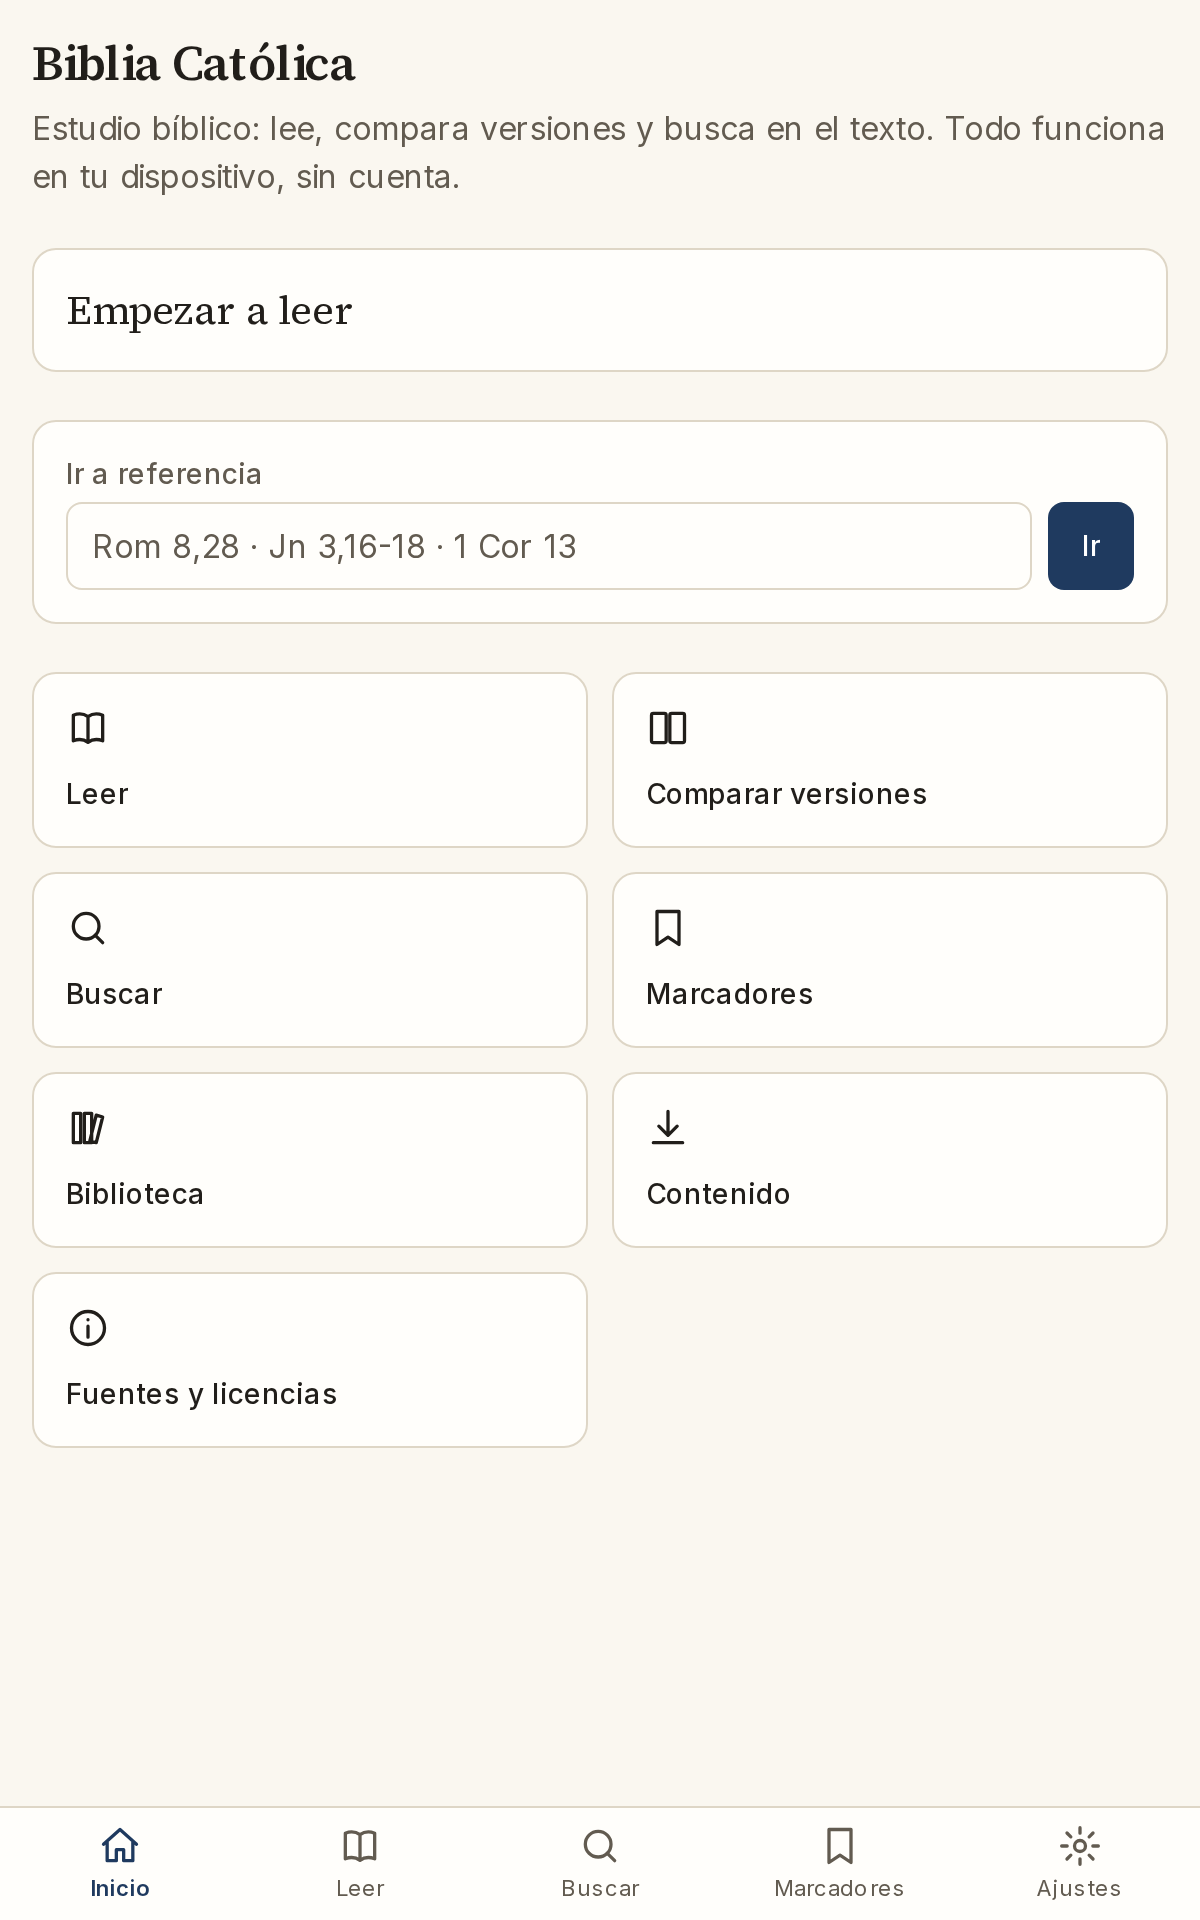 Biblia Católica
Estudio bíblico: lee, compara versiones y busca en el texto. Todo funciona
en tu dispositivo, sin cuenta.
Empezar a leer
Ir a referencia
Rom 8,28 · Jn 3,16-18 · 1 Cor 13
Ir
Leer
Comparar versiones
Buscar
Marcadores
Biblioteca
Contenido
Fuentes y licencias
Inicio
Leer
Buscar
Marcadores
Ajustes